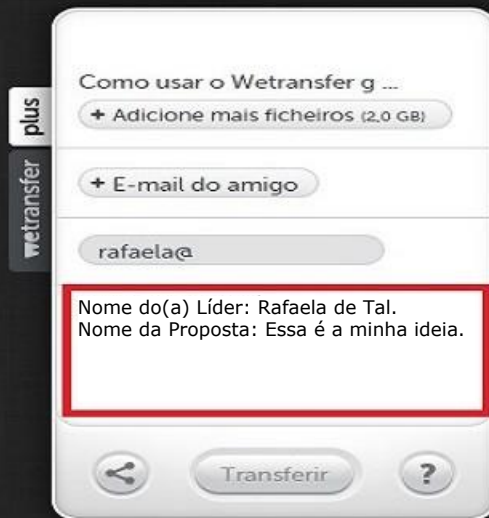 Como usar o Wetransfer g ...
+ Adicione mais ficheiros (2,0 GB)
plus
wetransfer
+ E-mail do amigo
rafaela@
Nome do(a) Líder: Rafaela de Tal.
Nome da Proposta: Essa é a minha ideia.
Transferir
?